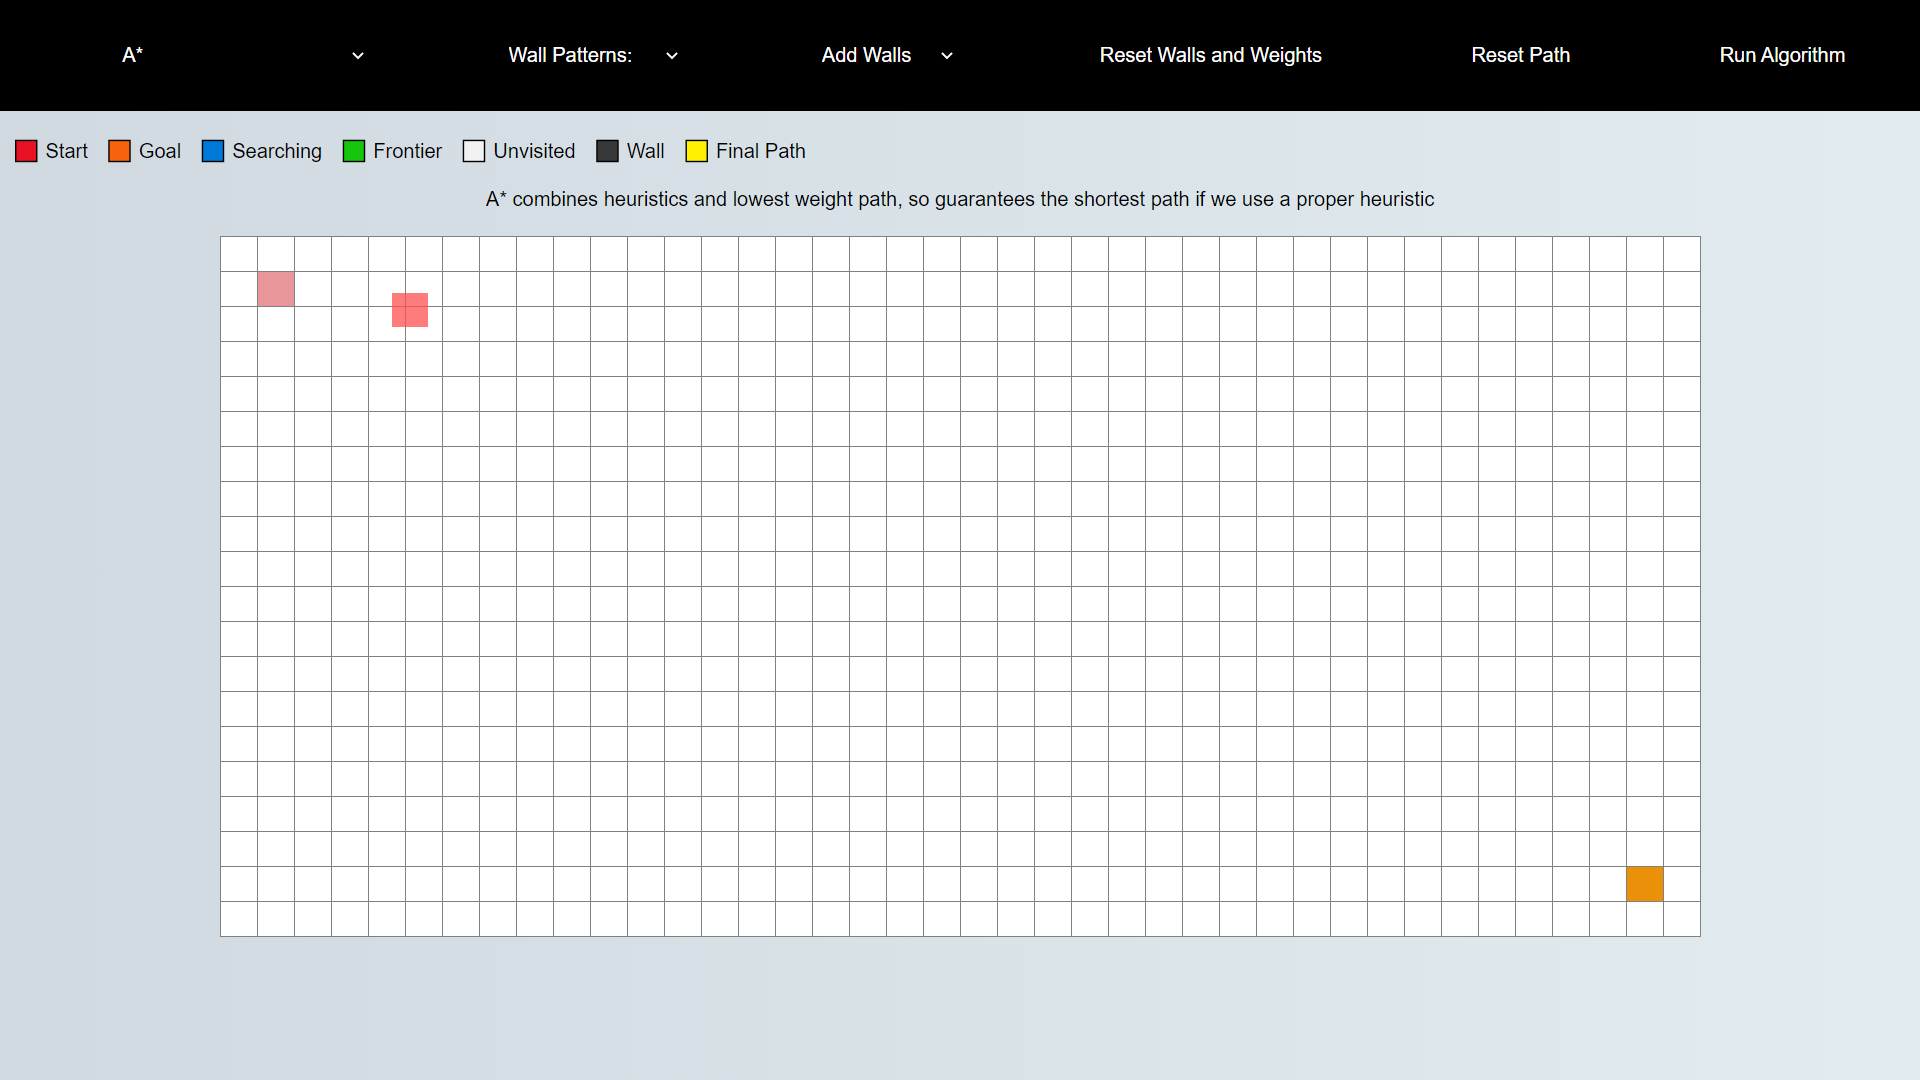 A* Wall Patterns: Add Walls Reset Walls and Weights Reset Path Run Algorithm
Start Goal Searching Frontier Unvisited Wall Final Path
A* combines heuristics and lowest weight path, so guarantees the shortest path if we use a proper heuristic